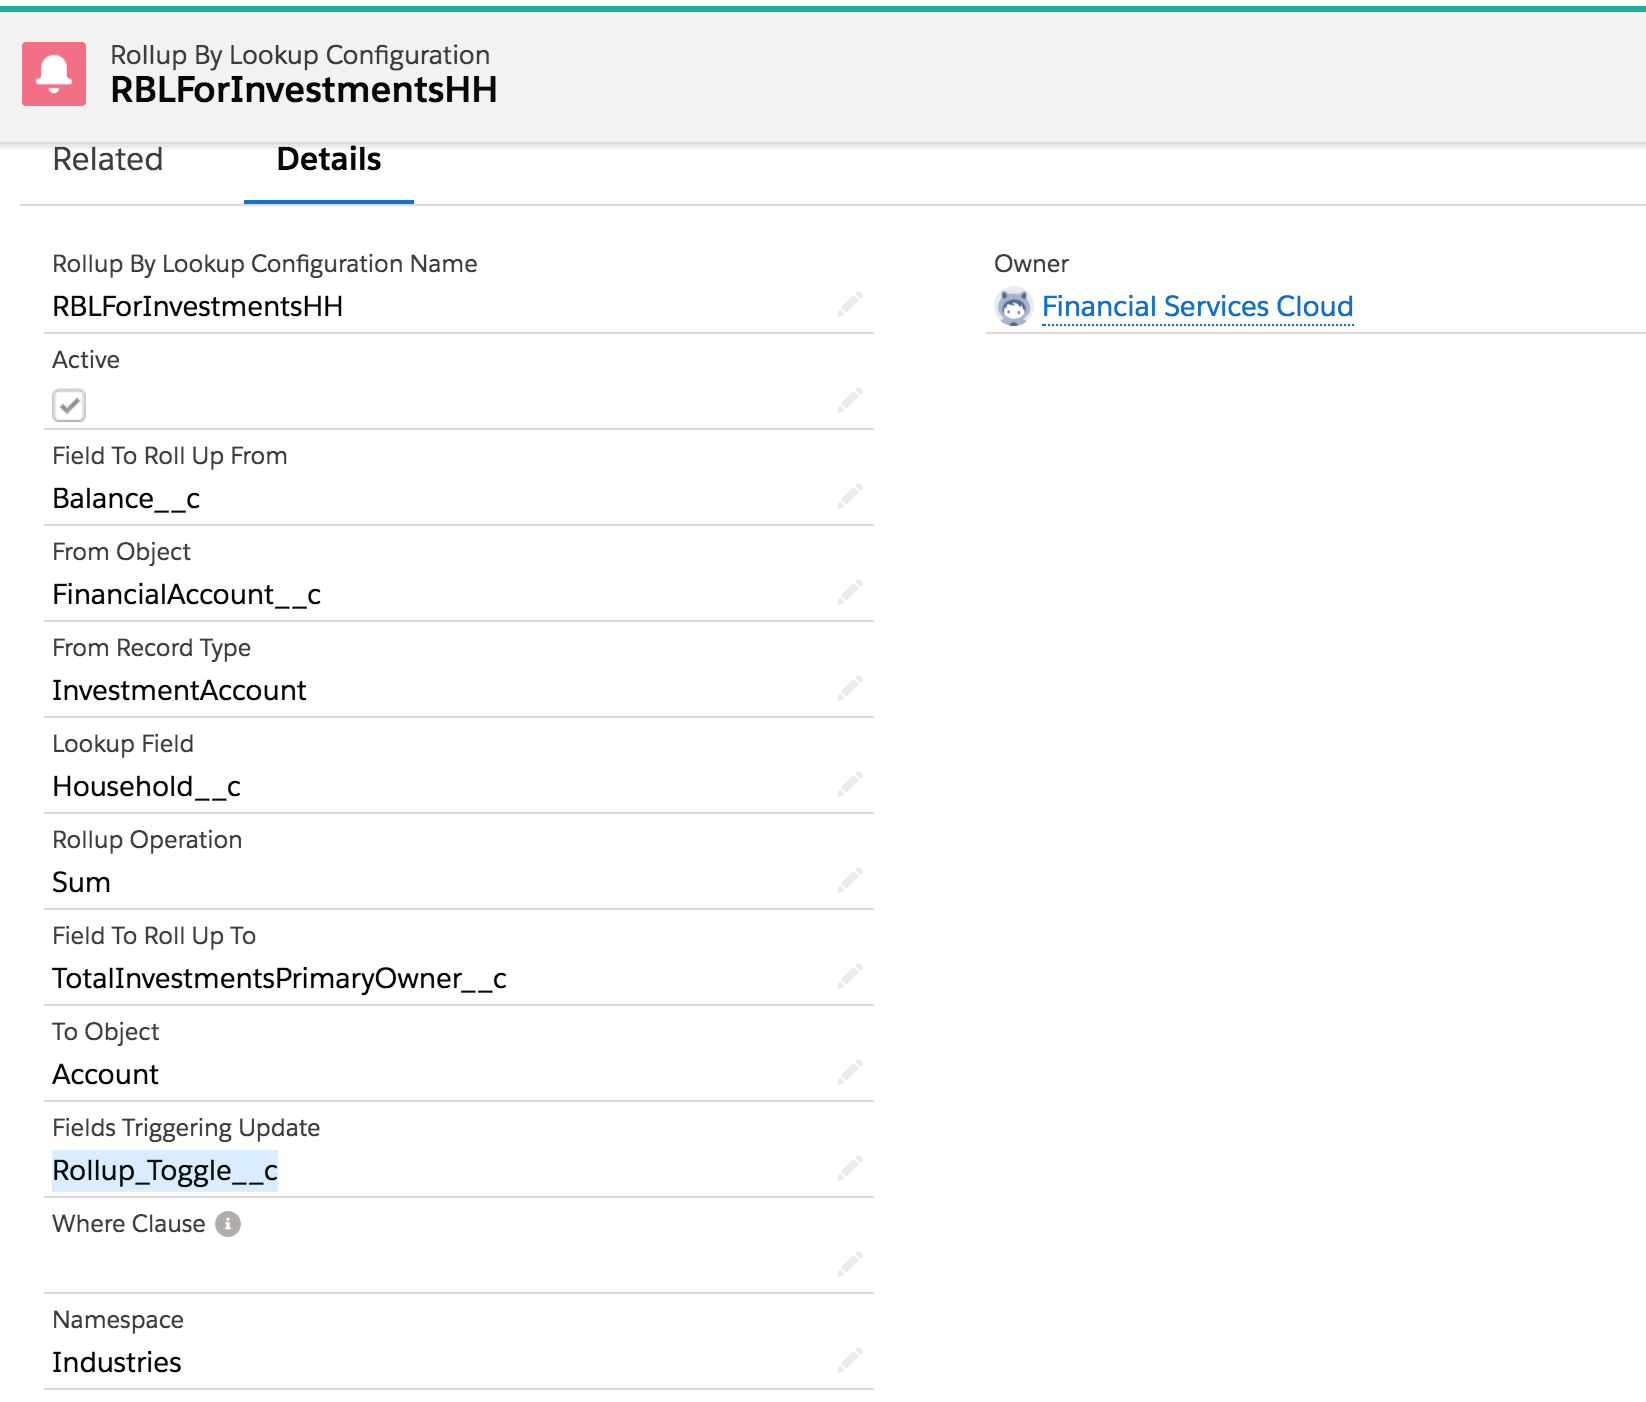 Rollup By Lookup Configuration
RBLForInvestmentsHH
Related Details
Rollup By Lookup Configuration Name
RBLForInvestmentsHH
Owner
Financial Services Cloud
Active
Field To Roll Up From
Balance__c
From Object
FinancialAccount__c
From Record Type
InvestmentAccount
Lookup Field
Household__c
Rollup Operation
Sum
Field To Roll Up To
TotalInvestmentsPrimaryOwner__c
To Object
Account
Fields Triggering Update
Rollup_Toggle__c
Where Clause
Namespace
Industries